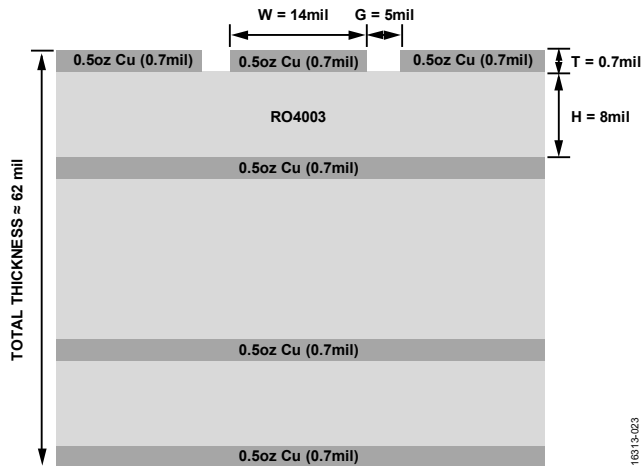 W = 14mil
G = 5mil
0.5oz Cu (0.7mil)
0.5oz Cu (0.7mil)
0.5oz Cu (0.7mil)
T = 0.7mil
RO4003
H = 8mil
0.5oz Cu (0.7mil)
TOTAL THICKNESS ≈ 62 mil
0.5oz Cu (0.7mil)
0.5oz Cu (0.7mil)
16313-023